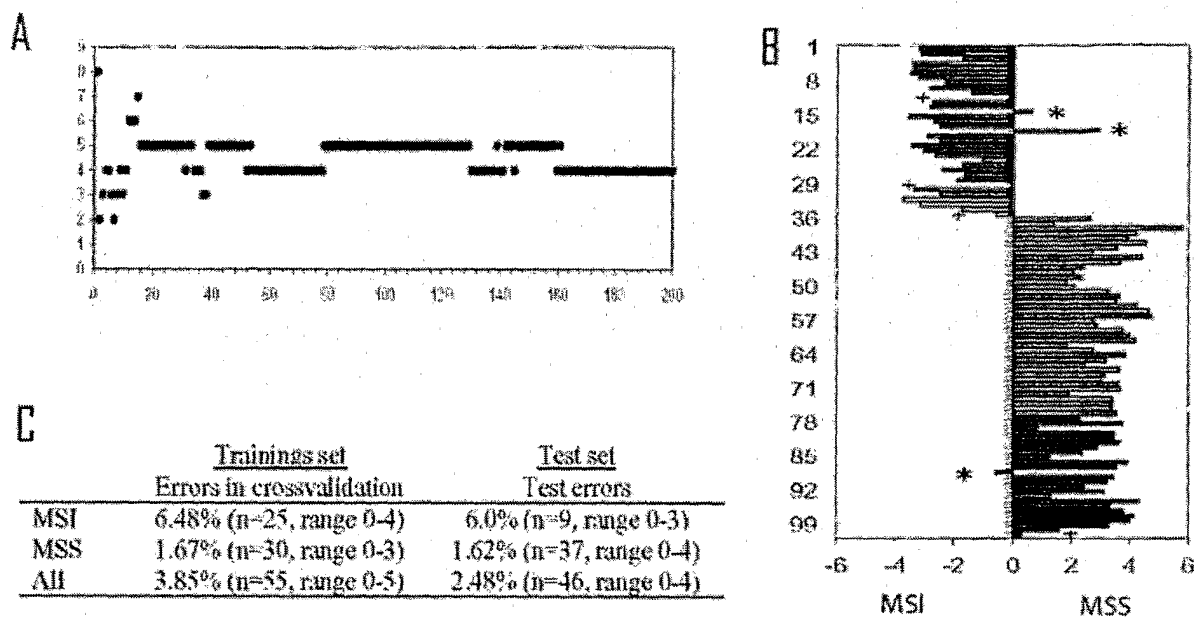 A
9
8
7
6
5
4
3
2
1
0
0 20 40 60 80 100 120 140 160 180 200
B
1
8
15
22
29
36
43
50
57
64
71
78
85
92
99
+
*
*
+
+
*
+
-6 -4 -2 0 2 4 6
MSI MSS
C
Trainings set Test set
Errors in crossvalidation Test errors
MSI 6.48% (n=25, range 0-4) 6.0% (n=9, range 0-3)
MSS 1.67% (n=30, range 0-3) 1.62% (n=37, range 0-4)
All 3.85% (n=55, range 0-5) 2.48% (n=46, range 0-4)